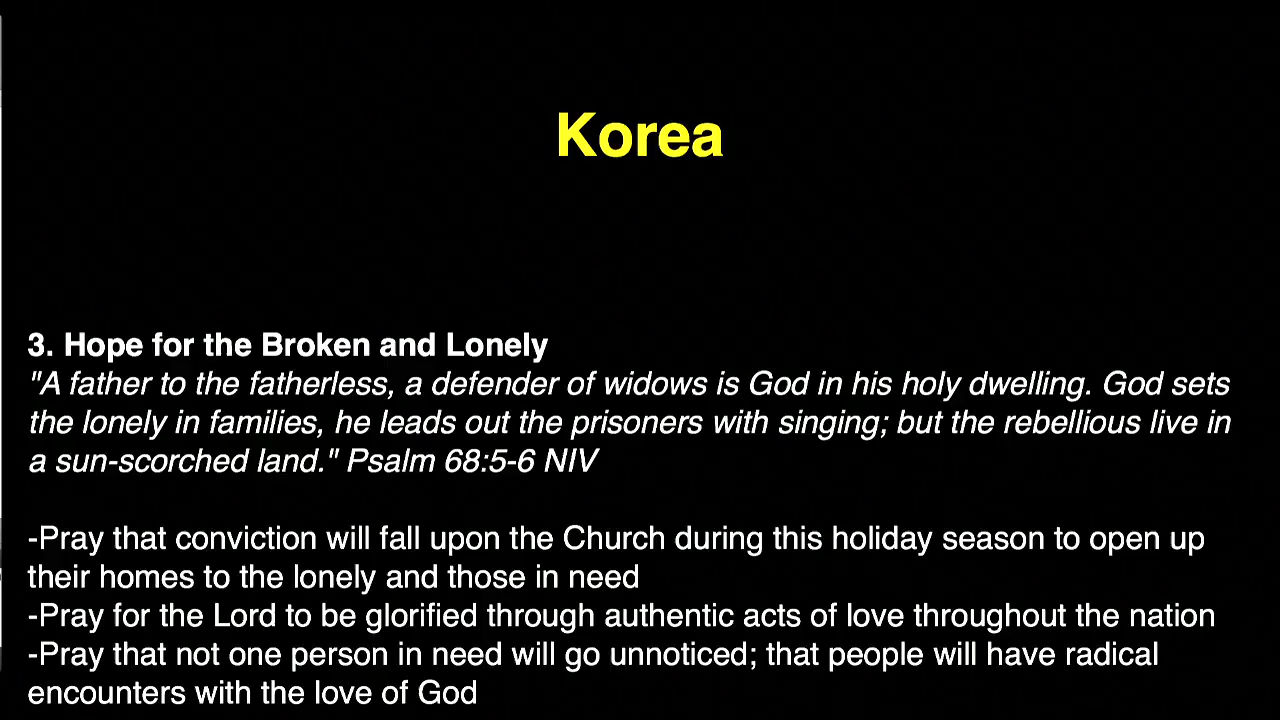 Korea
3. Hope for the Broken and Lonely
"A father to the fatherless, a defender of widows is God in his holy dwelling. God sets
the lonely in families, he leads out the prisoners with singing; but the rebellious live in
a sun-scorched land." Psalm 68:5-6 NIV
-Pray that conviction will fall upon the Church during this holiday season to open up
their homes to the lonely and those in need
-Pray for the Lord to be glorified through authentic acts of love throughout the nation
-Pray that not one person in need will go unnoticed; that people will have radical
encounters with the love of God